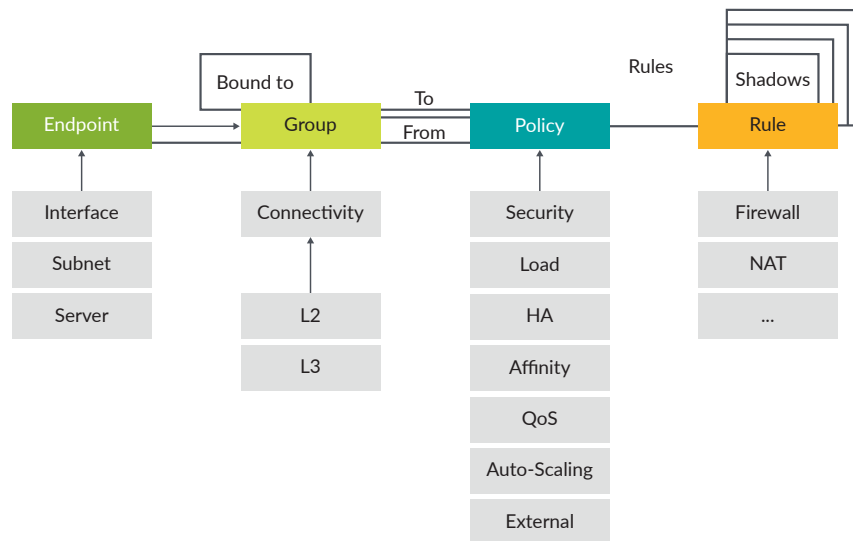 Bound to
Rules
Shadows
To
Endpoint
Group
From
Policy
Rule
Interface
Connectivity
Security
Firewall
Subnet
Load
NAT
Server
L2
HA
...
L3
Affinity
QoS
Auto-Scaling
External